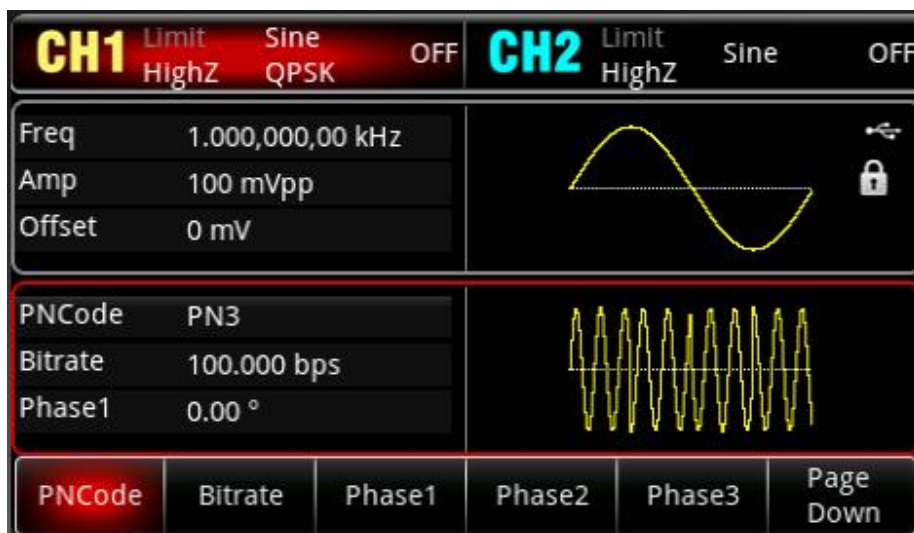 CH1 Limit Sine OFF CH2 Limit Sine OFF
HighZ QPSK HighZ
Freq 1.000,000,00 kHz
Amp 100 mVpp
Offset 0 mV
PNCode PN3
Bitrate 100.000 bps
Phase1 0.00 °
PNCode Bitrate Phase1 Phase2 Phase3 Page Down